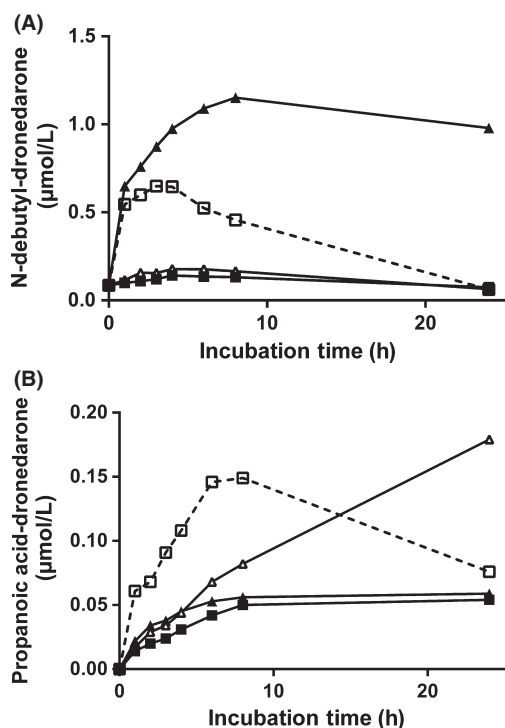 (A)
N-debutyl-dronedarone
(µmol/L)
1.5
1.0
0.5
0.0
0
10
20
Incubation time (h)
(B)
Propanoic acid-dronedarone
(µmol/L)
0.20
0.15
0.10
0.05
0.00
0
10
20
Incubation time (h)